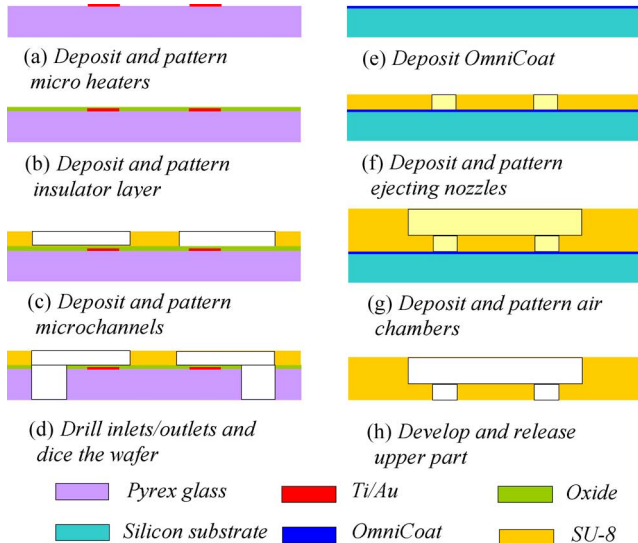 (a) Deposit and pattern
micro heaters
(b) Deposit and pattern
insulator layer
(c) Deposit and pattern
microchannels
(d) Drill inlets/outlets and
dice the wafer
(e) Deposit OmniCoat
(f) Deposit and pattern
ejecting nozzles
(g) Deposit and pattern air
chambers
(h) Develop and release
upper part
Pyrex glass
Ti/Au
Oxide
Silicon substrate
OmniCoat
SU-8